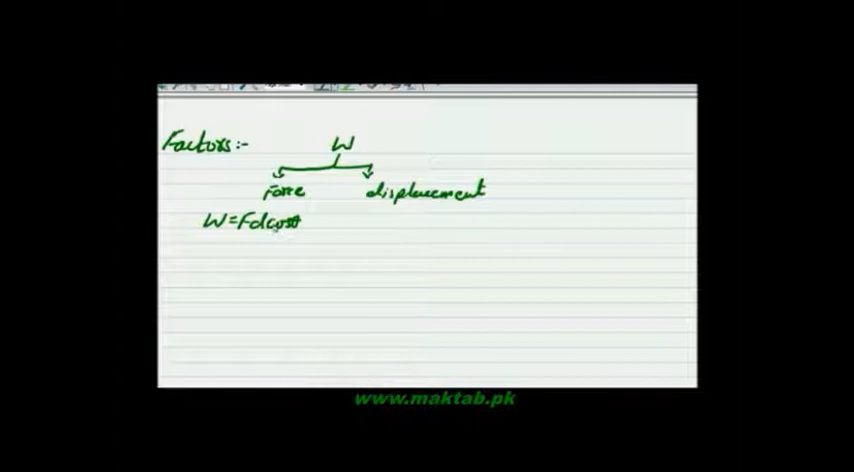 Factors:- W
Force displacement
W=Fdcosθ
www.maktab.pk